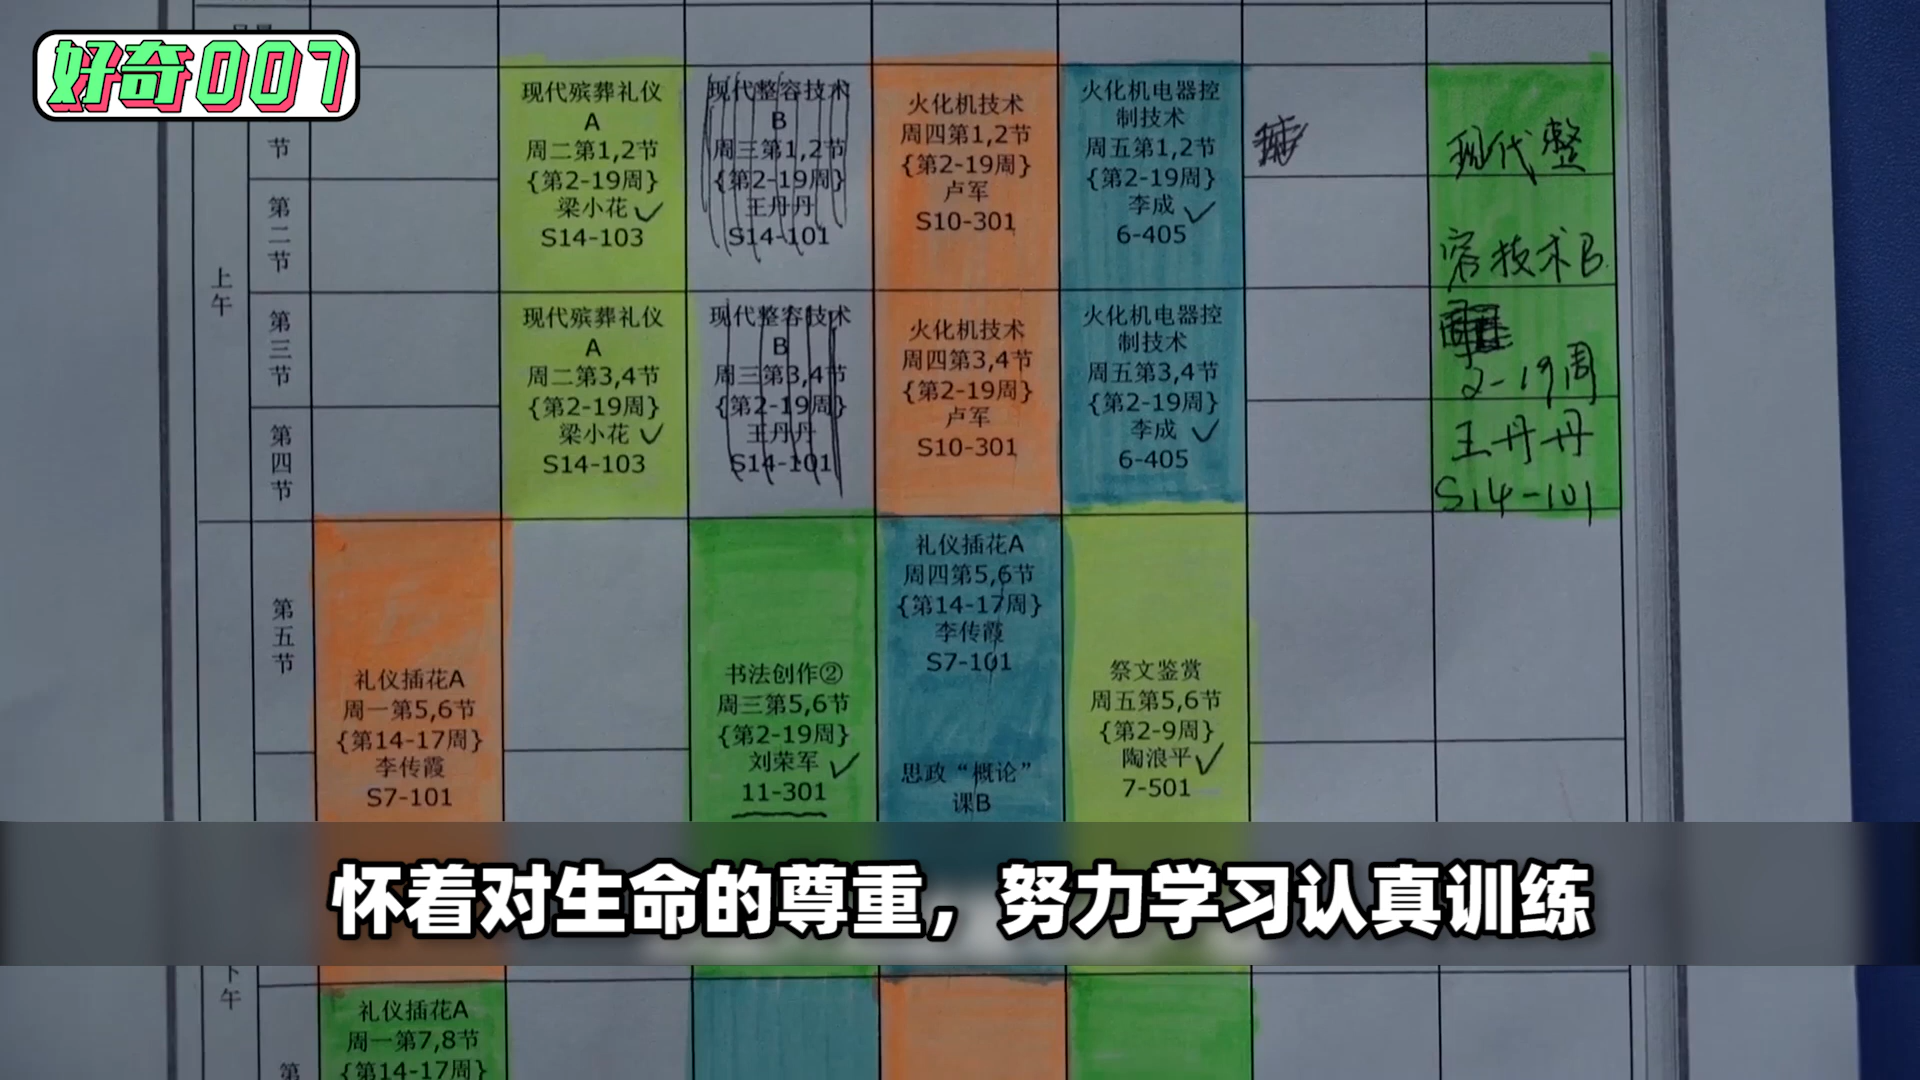 好奇007
节
第二节
上午
第三节
第四节
第五节
下午
第
现代殡葬礼仪
A
周二第1,2节
{第2-19周}
梁小花
S14-103
现代整容技术
B
周三第1,2节
{第2-19周}
王丹丹
S14-101
火化机技术
周四第1,2节
{第2-19周}
卢军
S10-301
火化机电器控
制技术
周五第1,2节
{第2-19周}
李成
6-405
现代整
容技术B
2-19周
王丹丹
S14-101
现代殡葬礼仪
A
周二第3,4节
{第2-19周}
梁小花
S14-103
现代整容技术
B
周三第3,4节
{第2-19周}
王丹丹
S14-101
火化机技术
周四第3,4节
{第2-19周}
卢军
S10-301
火化机电器控
制技术
周五第3,4节
{第2-19周}
李成
6-405
礼仪插花A
周一第5,6节
{第14-17周}
李传霞
S7-101
书法创作②
周三第5,6节
{第2-19周}
刘荣军
11-301
礼仪插花A
周四第5,6节
{第14-17周}
李传霞
S7-101
思政“概论”
课B
祭文鉴赏
周五第5,6节
{第2-9周}
陶浪平
7-501
怀着对生命的尊重，努力学习认真训练
礼仪插花A
周一第7,8节
{第14-17周}